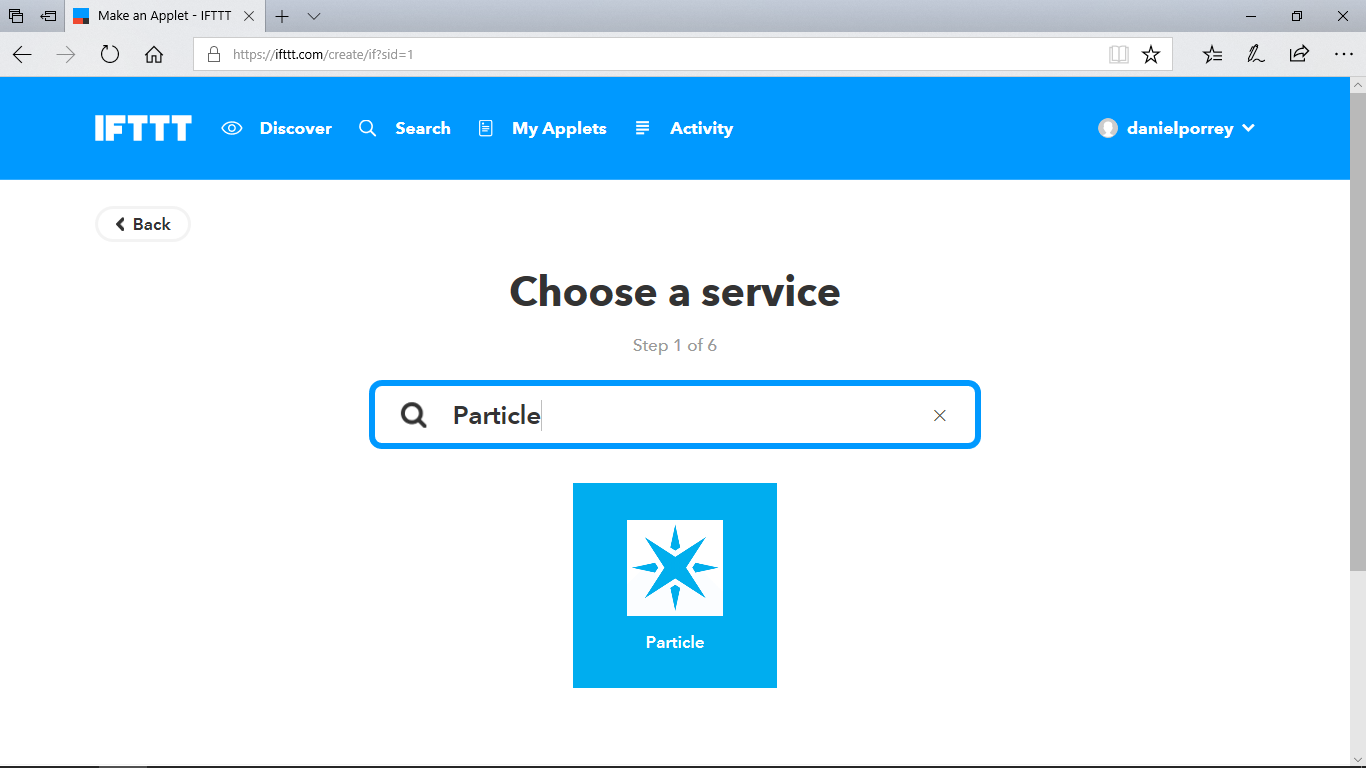 Make an Applet - IFTTT
https://ifttt.com/create/if?sid=1
IFTTT Discover Search My Applets Activity danielporrey
Back
Choose a service
Step 1 of 6
Particle
Particle